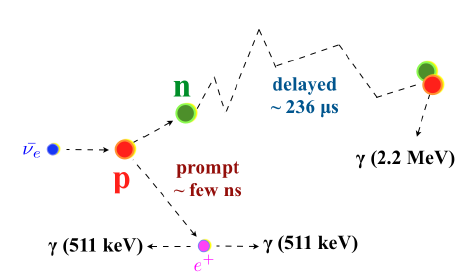 n
delayed
~ 236 μs
ν̄e
p
prompt
~ few ns
γ (2.2 MeV)
γ (511 keV)
γ (511 keV)
e+